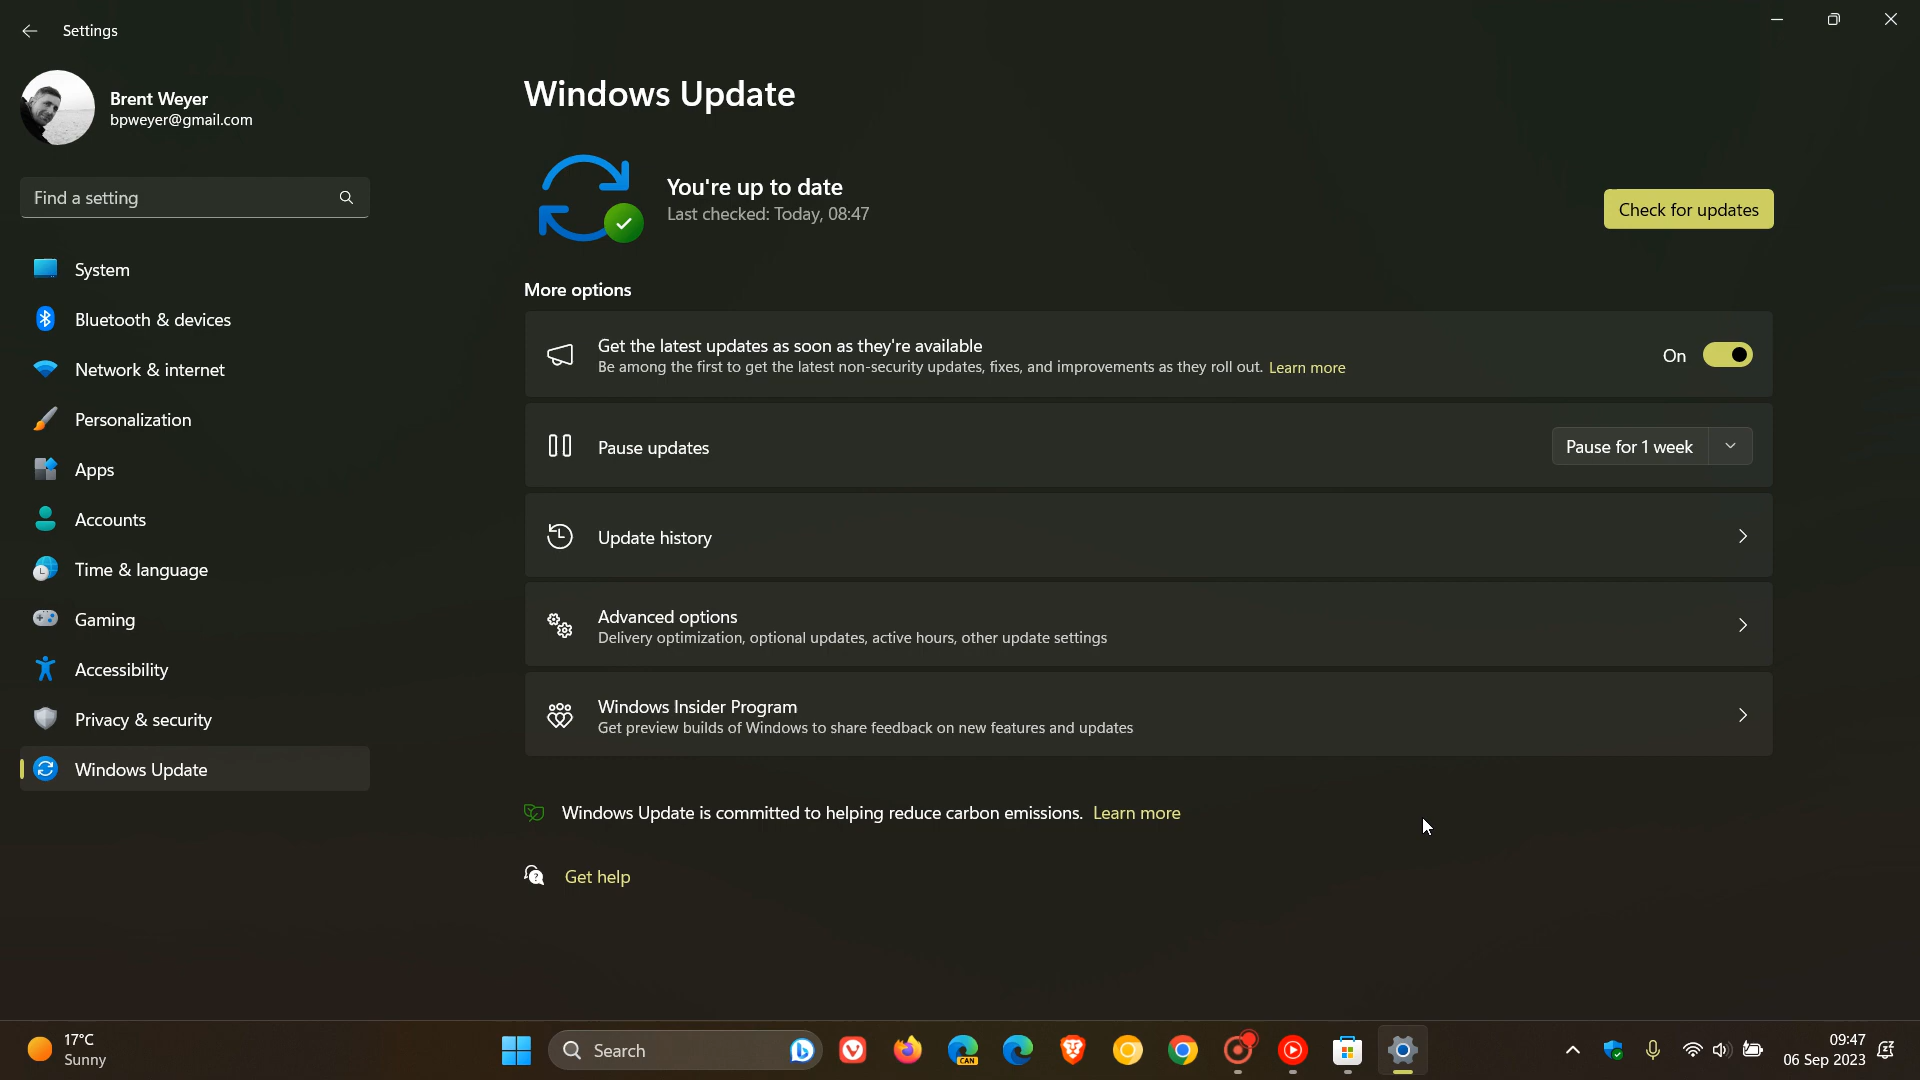 Settings
Brent Weyer
bpweyer@gmail.com
Find a setting
System
Bluetooth & devices
Network & internet
Personalization
Apps
Accounts
Time & language
Gaming
Accessibility
Privacy & security
Windows Update
Windows Update
You're up to date
Last checked: Today, 08:47
Check for updates
More options
Get the latest updates as soon as they're available
Be among the first to get the latest non-security updates, fixes, and improvements as they roll out. Learn more
On
Pause updates
Pause for 1 week
Update history
Advanced options
Delivery optimization, optional updates, active hours, other update settings
Windows Insider Program
Get preview builds of Windows to share feedback on new features and updates
Windows Update is committed to helping reduce carbon emissions. Learn more
Get help
17°C
Sunny
Search
CAN
09:47
06 Sep 2023